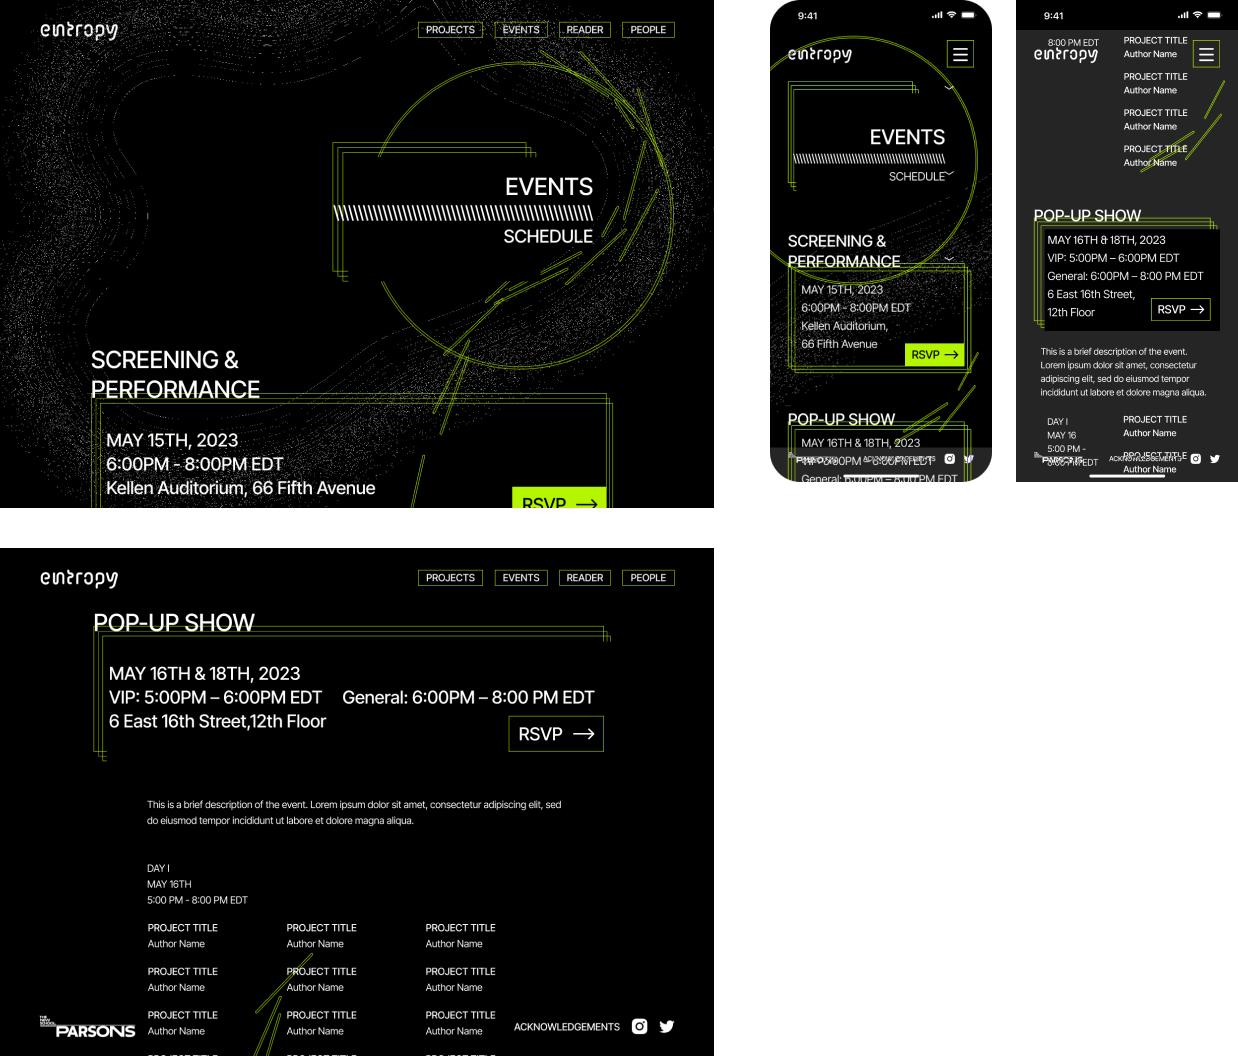 entropy
PROJECTS
EVENTS
READER
PEOPLE
EVENTS
SCHEDULE
SCREENING &
PERFORMANCE
MAY 15TH, 2023
6:00PM - 8:00PM EDT
Kellen Auditorium, 66 Fifth Avenue
RSVP
9:41
entropy
EVENTS
SCHEDULE
SCREENING &
PERFORMANCE
MAY 15TH, 2023
6:00PM - 8:00PM EDT
Kellen Auditorium,
66 Fifth Avenue
RSVP
POP-UP SHOW
MAY 16TH & 18TH, 2023
VIP: 5:00PM – 6:00PM EDT
PARSONS
ACKNOWLEDGEMENTS
General: 6:00PM – 8:00 PM EDT
9:41
8:00 PM EDT
entropy
PROJECT TITLE
Author Name
PROJECT TITLE
Author Name
PROJECT TITLE
Author Name
PROJECT TITLE
Author Name
POP-UP SHOW
MAY 16TH & 18TH, 2023
VIP: 5:00PM – 6:00PM EDT
General: 6:00PM – 8:00 PM EDT
6 East 16th Street,
12th Floor
RSVP
This is a brief description of the event.
Lorem ipsum dolor sit amet, consectetur
adipiscing elit, sed do eiusmod tempor
incididunt ut labore et dolore magna aliqua.
DAY I
MAY 16
5:00 PM -
8:00 PM EDT
PROJECT TITLE
Author Name
PROJECT TITLE
Author Name
PARSONS
ACKNOWLEDGEMENTS
entropy
PROJECTS
EVENTS
READER
PEOPLE
POP-UP SHOW
MAY 16TH & 18TH, 2023
VIP: 5:00PM – 6:00PM EDT General: 6:00PM – 8:00 PM EDT
6 East 16th Street,12th Floor
RSVP
This is a brief description of the event. Lorem ipsum dolor sit amet, consectetur adipiscing elit, sed
do eiusmod tempor incididunt ut labore et dolore magna aliqua.
DAY I
MAY 16TH
5:00 PM - 8:00 PM EDT
PROJECT TITLE PROJECT TITLE PROJECT TITLE
Author Name Author Name Author Name
PROJECT TITLE PROJECT TITLE PROJECT TITLE
Author Name Author Name Author Name
PROJECT TITLE PROJECT TITLE PROJECT TITLE
Author Name Author Name Author Name
THE
NEW
SCHOOL
PARSONS
ACKNOWLEDGEMENTS